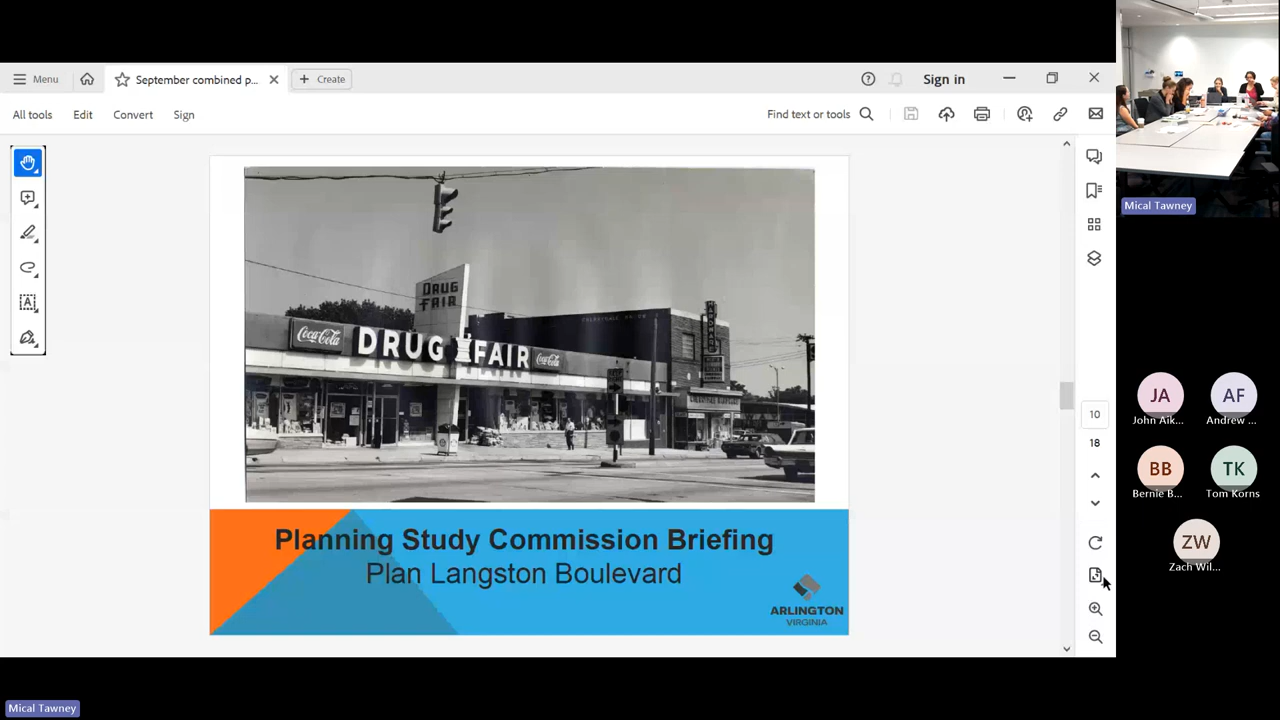 Menu
September combined p...
Create
Sign in
All tools
Edit
Convert
Sign
Find text or tools
DRUG
FAIR
Coca-Cola
DRUG FAIR
Coca-Cola
HARDWARE
10
18
Planning Study Commission Briefing
Plan Langston Boulevard
ARLINGTON
VIRGINIA
Mical Tawney
JA
John Aik...
AF
Andrew ...
BB
Bernie B...
TK
Tom Korns
ZW
Zach Wil...
Mical Tawney